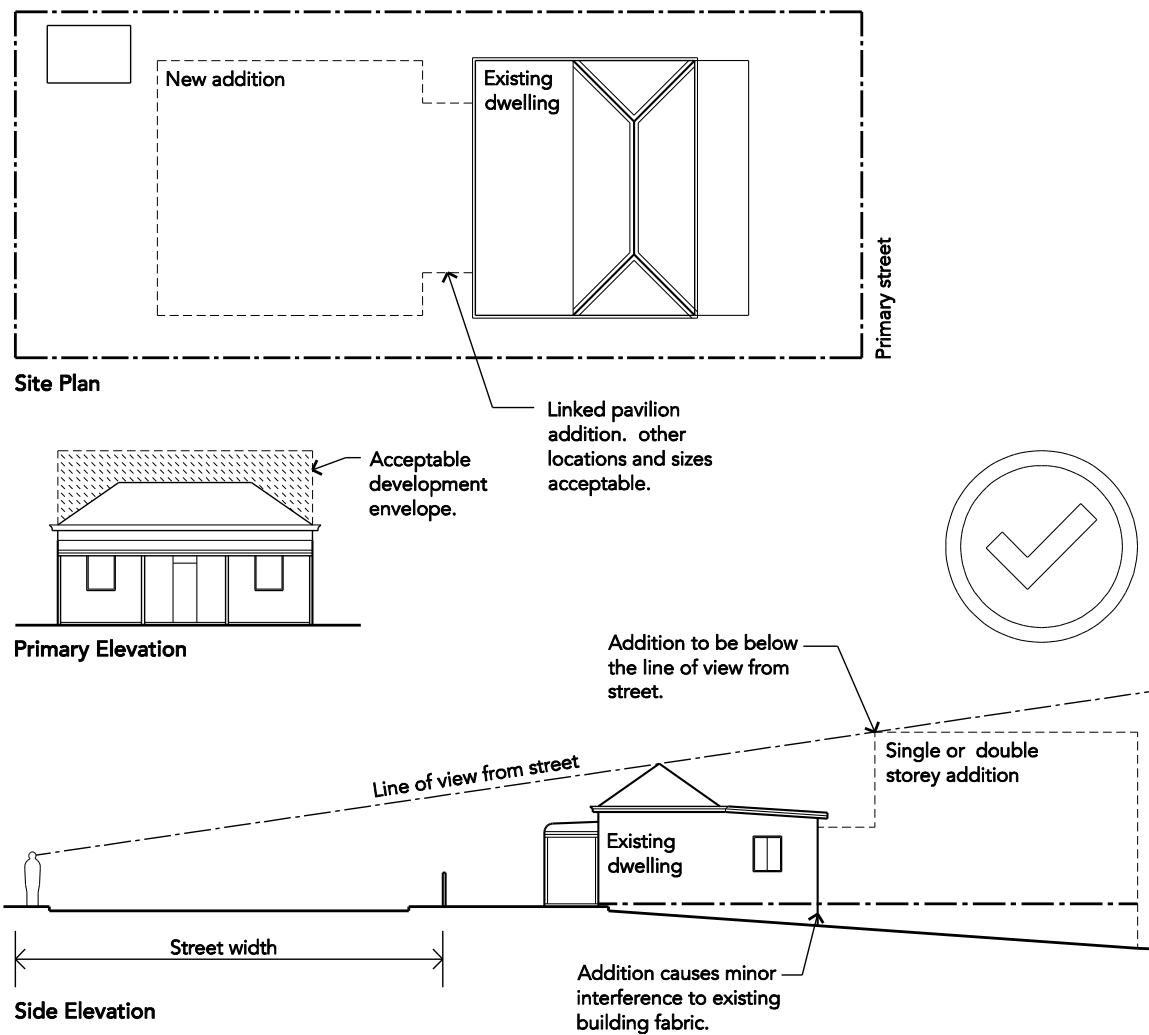 New addition
Existing
dwelling
Primary street
Site Plan
Linked pavilion
addition. other
locations and sizes
acceptable.
Acceptable
development
envelope.
Primary Elevation
Addition to be below
the line of view from
street.
Line of view from street
Single or double
storey addition
Existing
dwelling
Street width
Addition causes minor
interference to existing
building fabric.
Side Elevation